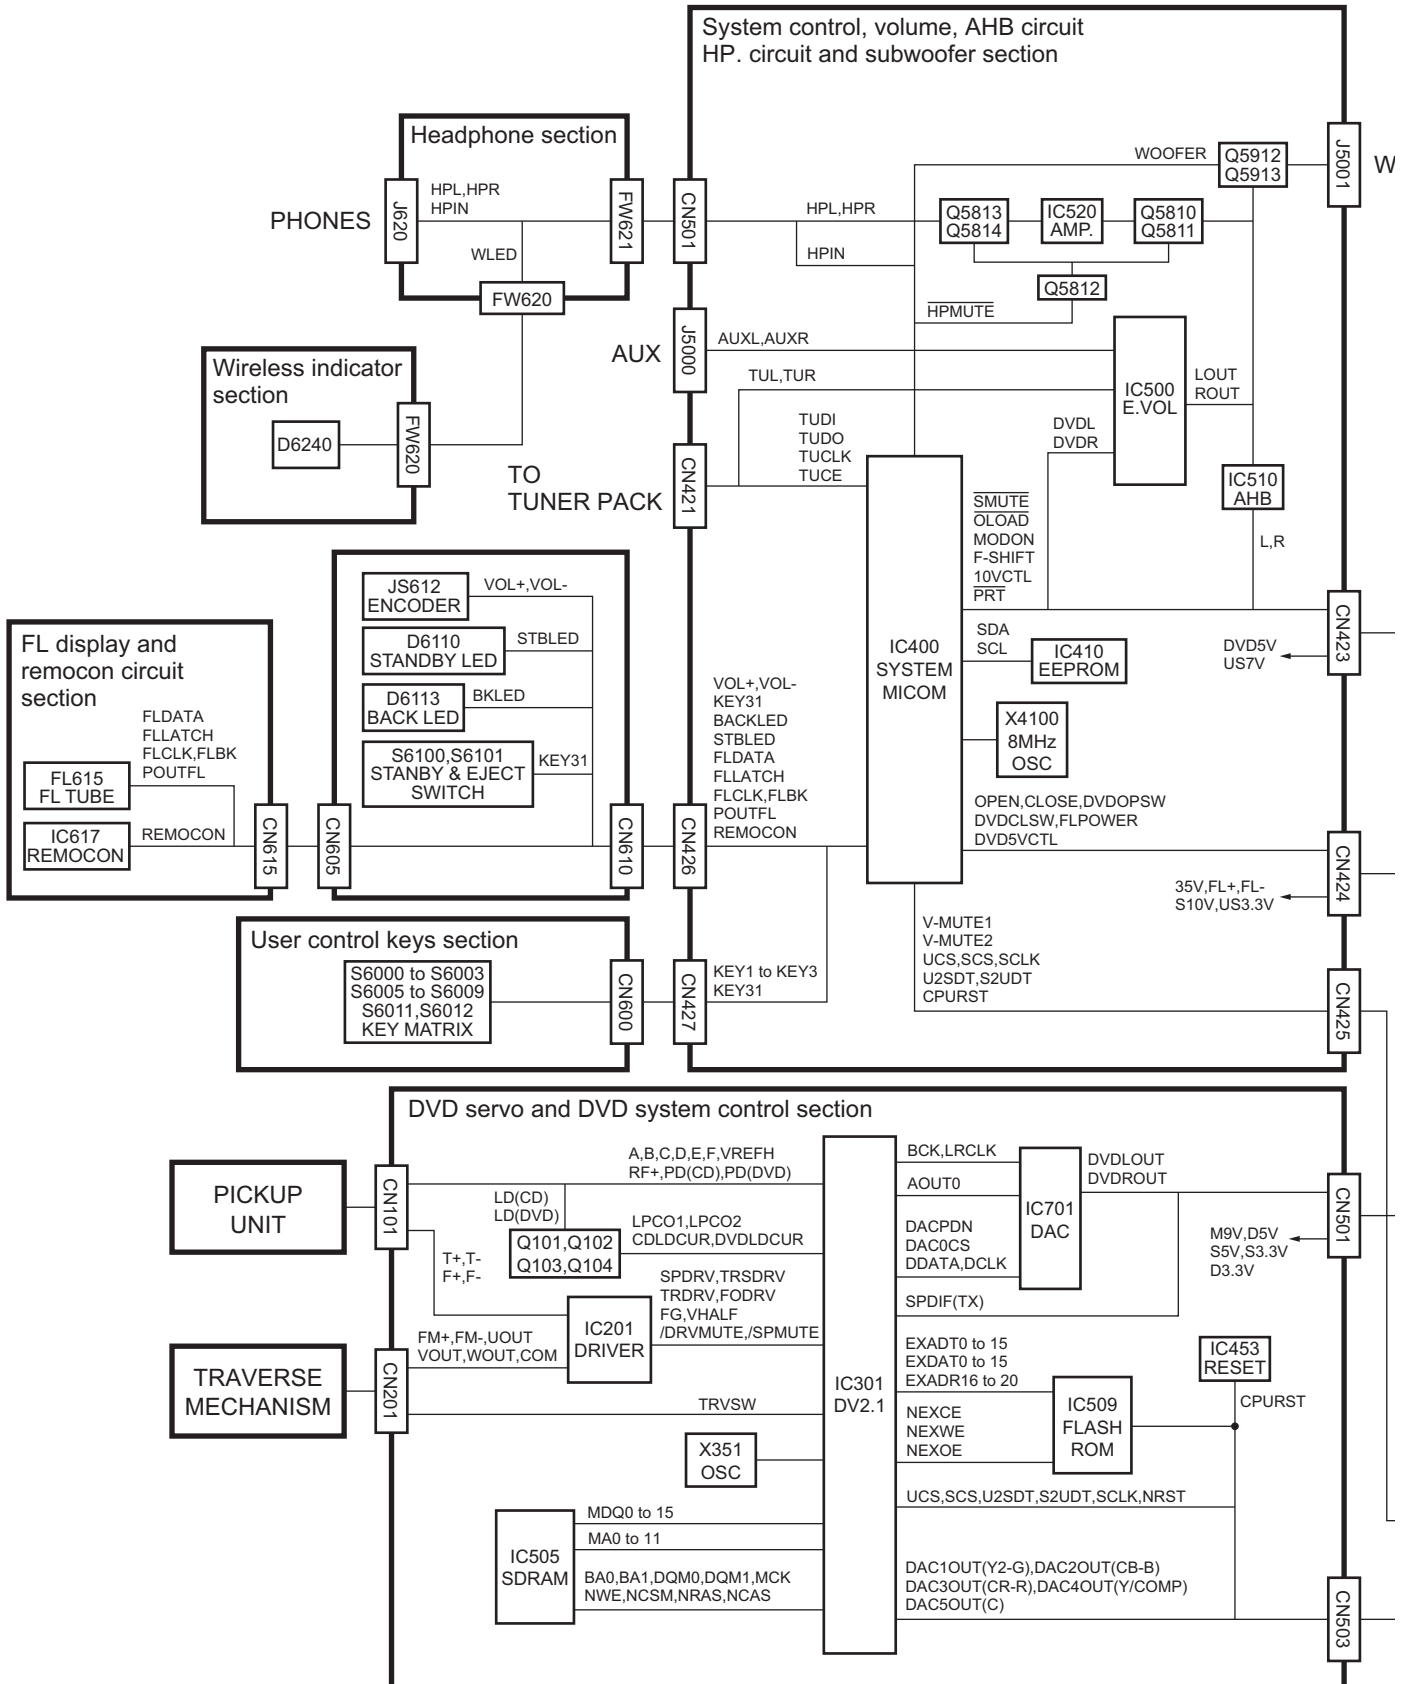 System control, volume, AHB circuit
HP. circuit and subwoofer section
Headphone section
J620
HPL,HPR
HPIN
PHONES
WLED
FW621
FW620
CN501
HPL,HPR
HPIN
WOOFER
Q5912
Q5913
J5001
W
Q5813
Q5814
IC520
AMP.
Q5810
Q5811
Q5812
HPMUTE
AUX
J5000
AUXL,AUXR
TUL,TUR
IC500
E.VOL
LOUT
ROUT
DVDL
DVDR
Wireless indicator
section
D6240
FW620
TO
TUNER PACK
CN421
TUDI
TUDO
TUCLK
TUCE
IC510
AHB
L,R
SMUTE
OLOAD
MODON
F-SHIFT
10VCTL
PRT
CN423
DVD5V
US7V
IC400
SYSTEM
MICOM
SDA
SCL
IC410
EEPROM
X4100
8MHz
OSC
JS612
ENCODER
VOL+,VOL-
D6110
STANDBY LED
STBLED
D6113
BACK LED
BKLED
S6100,S6101
STANBY & EJECT
SWITCH
KEY31
FL display and
remocon circuit
section
FLDATA
FLLATCH
FLCLK,FLBK
POUTFL
FL615
FL TUBE
IC617
REMOCON
REMOCON
CN615
CN605
CN610
CN426
VOL+,VOL-
KEY31
BACKLED
STBLED
FLDATA
FLLATCH
FLCLK,FLBK
POUTFL
REMOCON
OPEN,CLOSE,DVDOPSW
DVDCLSW,FLPOWER
DVD5VCTL
CN424
35V,FL+,FL-
S10V,US3.3V
User control keys section
S6000 to S6003
S6005 to S6009
S6011,S6012
KEY MATRIX
CN600
CN427
KEY1 to KEY3
KEY31
V-MUTE1
V-MUTE2
UCS,SCS,SCLK
U2SDT,S2UDT
CPURST
CN425
DVD servo and DVD system control section
PICKUP
UNIT
CN101
A,B,C,D,E,F,VREFH
RF+,PD(CD),PD(DVD)
LD(CD)
LD(DVD)
Q101,Q102
Q103,Q104
LPCO1,LPCO2
CDLDCUR,DVDLDCUR
T+,T-
F+,F-
IC201
DRIVER
SPDRV,TRSDRV
TRDRV,FODRV
FG,VHALF
/DRVMUTE,/SPMUTE
TRAVERSE
MECHANISM
CN201
FM+,FM-,UOUT
VOUT,WOUT,COM
TRVSW
X351
OSC
IC505
SDRAM
MDQ0 to 15
MA0 to 11
BA0,BA1,DQM0,DQM1,MCK
NWE,NCSM,NRAS,NCAS
IC301
DV2.1
BCK,LRCLK
AOUT0
DACPDN
DAC0CS
DDATA,DCLK
IC701
DAC
DVDLOUT
DVDROUT
CN501
M9V,D5V
S5V,S3.3V
D3.3V
SPDIF(TX)
EXADT0 to 15
EXDAT0 to 15
EXADR16 to 20
NEXCE
NEXWE
NEXOE
IC509
FLASH
ROM
IC453
RESET
CPURST
UCS,SCS,U2SDT,S2UDT,SCLK,NRST
DAC1OUT(Y2-G),DAC2OUT(CB-B)
DAC3OUT(CR-R),DAC4OUT(Y/COMP)
DAC5OUT(C)
CN503